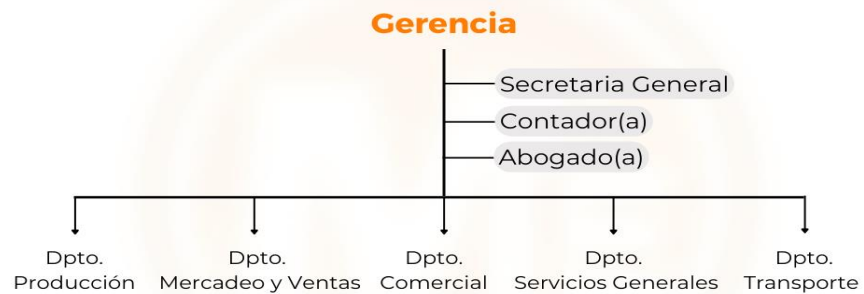 Gerencia
Secretaria General
Contador(a)
Abogado(a)
Dpto.
Producción
Dpto.
Mercadeo y Ventas
Dpto.
Comercial
Dpto.
Servicios Generales
Dpto.
Transporte